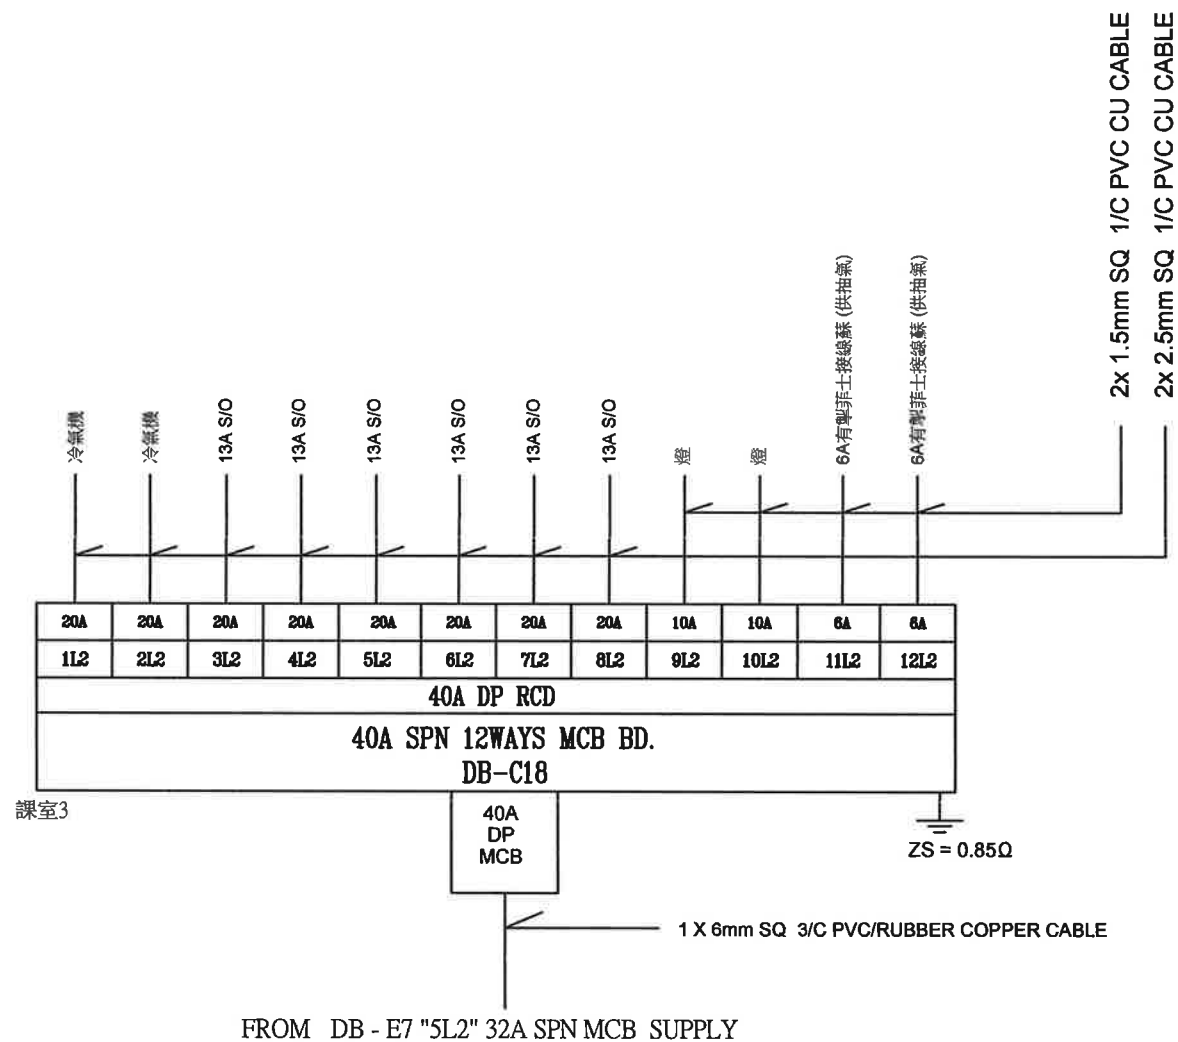 2x 1.5mm SQ 1/C PVC CU CABLE
2x 2.5mm SQ 1/C PVC CU CABLE
冷氣機
冷氣機
13A S/O
13A S/O
13A S/O
13A S/O
13A S/O
13A S/O
燈
燈
6A有掣菲士接線蘇 (供抽氣)
6A有掣菲士接線蘇 (供抽氣)
20A 20A 20A 20A 20A 20A 20A 20A 10A 10A 6A 6A
1L2 2L2 3L2 4L2 5L2 6L2 7L2 8L2 9L2 10L2 11L2 12L2
40A DP RCD
40A SPN 12WAYS MCB BD.
DB-C18
課室3
40A
DP
MCB
ZS = 0.85Ω
1 X 6mm SQ 3/C PVC/RUBBER COPPER CABLE
FROM DB - E7 "5L2" 32A SPN MCB SUPPLY